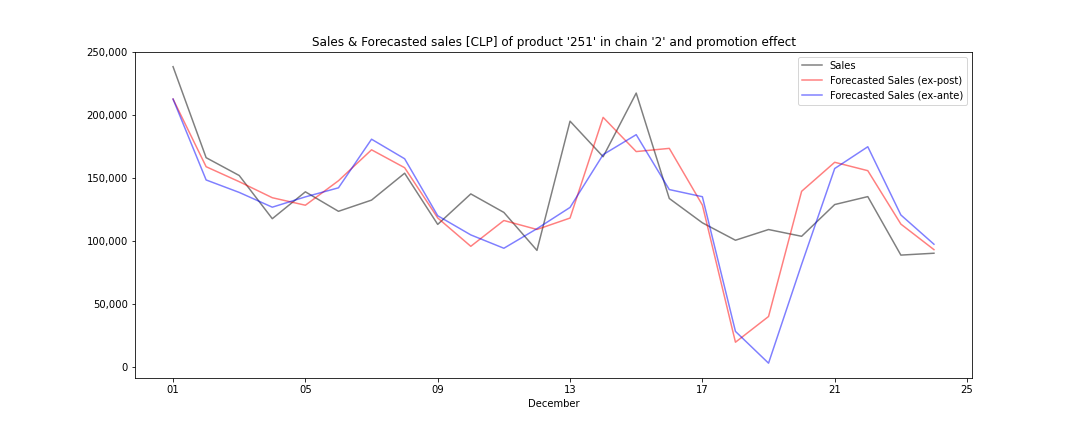 Sales & Forecasted sales [CLP] of product '251' in chain '2' and promotion effect
250,000
200,000
150,000
100,000
50,000
0
Sales
Forecasted Sales (ex-post)
Forecasted Sales (ex-ante)
01 05 09 13 17 21 25
December